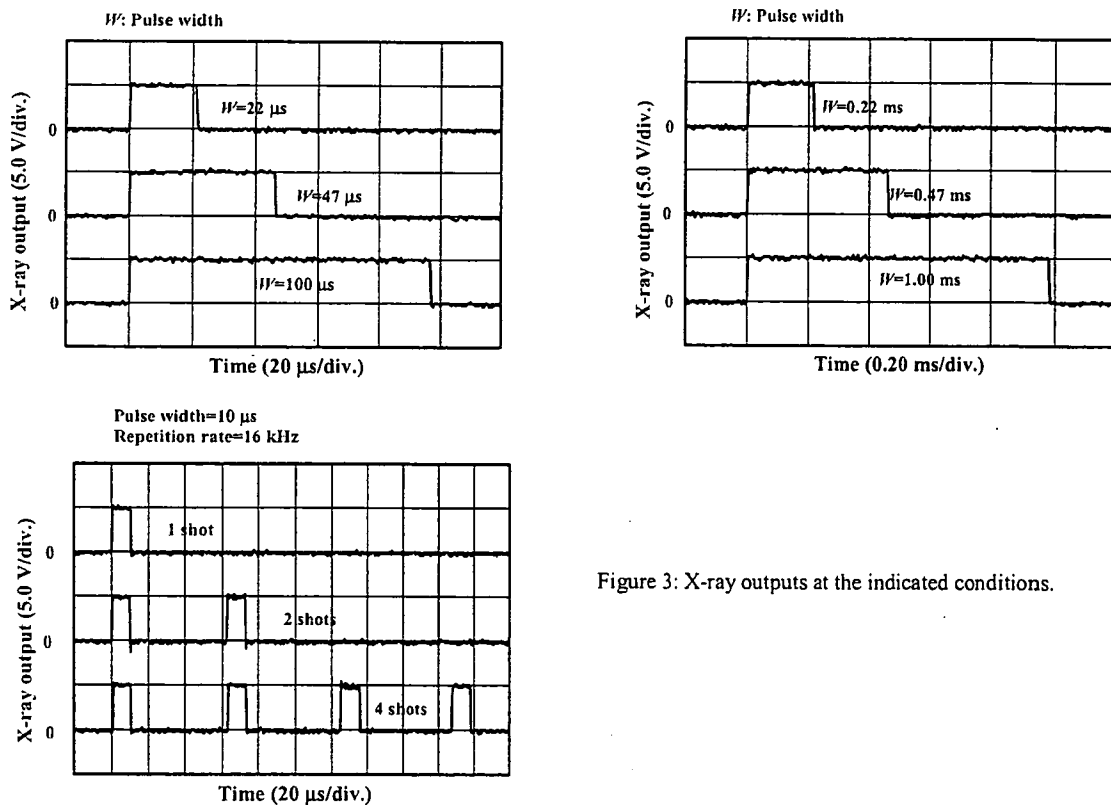 W: Pulse width
X-ray output (5.0 V/div.)
0
W=22 µs
0
W=47 µs
0
W=100 µs
Time (20 µs/div.)
W: Pulse width
X-ray output (5.0 V/div.)
0
W=0.22 ms
0
W=0.47 ms
0
W=1.00 ms
Time (0.20 ms/div.)
Pulse width=10 µs
Repetition rate=16 kHz
X-ray output (5.0 V/div.)
0
1 shot
0
2 shots
0
4 shots
Time (20 µs/div.)
Figure 3: X-ray outputs at the indicated conditions.